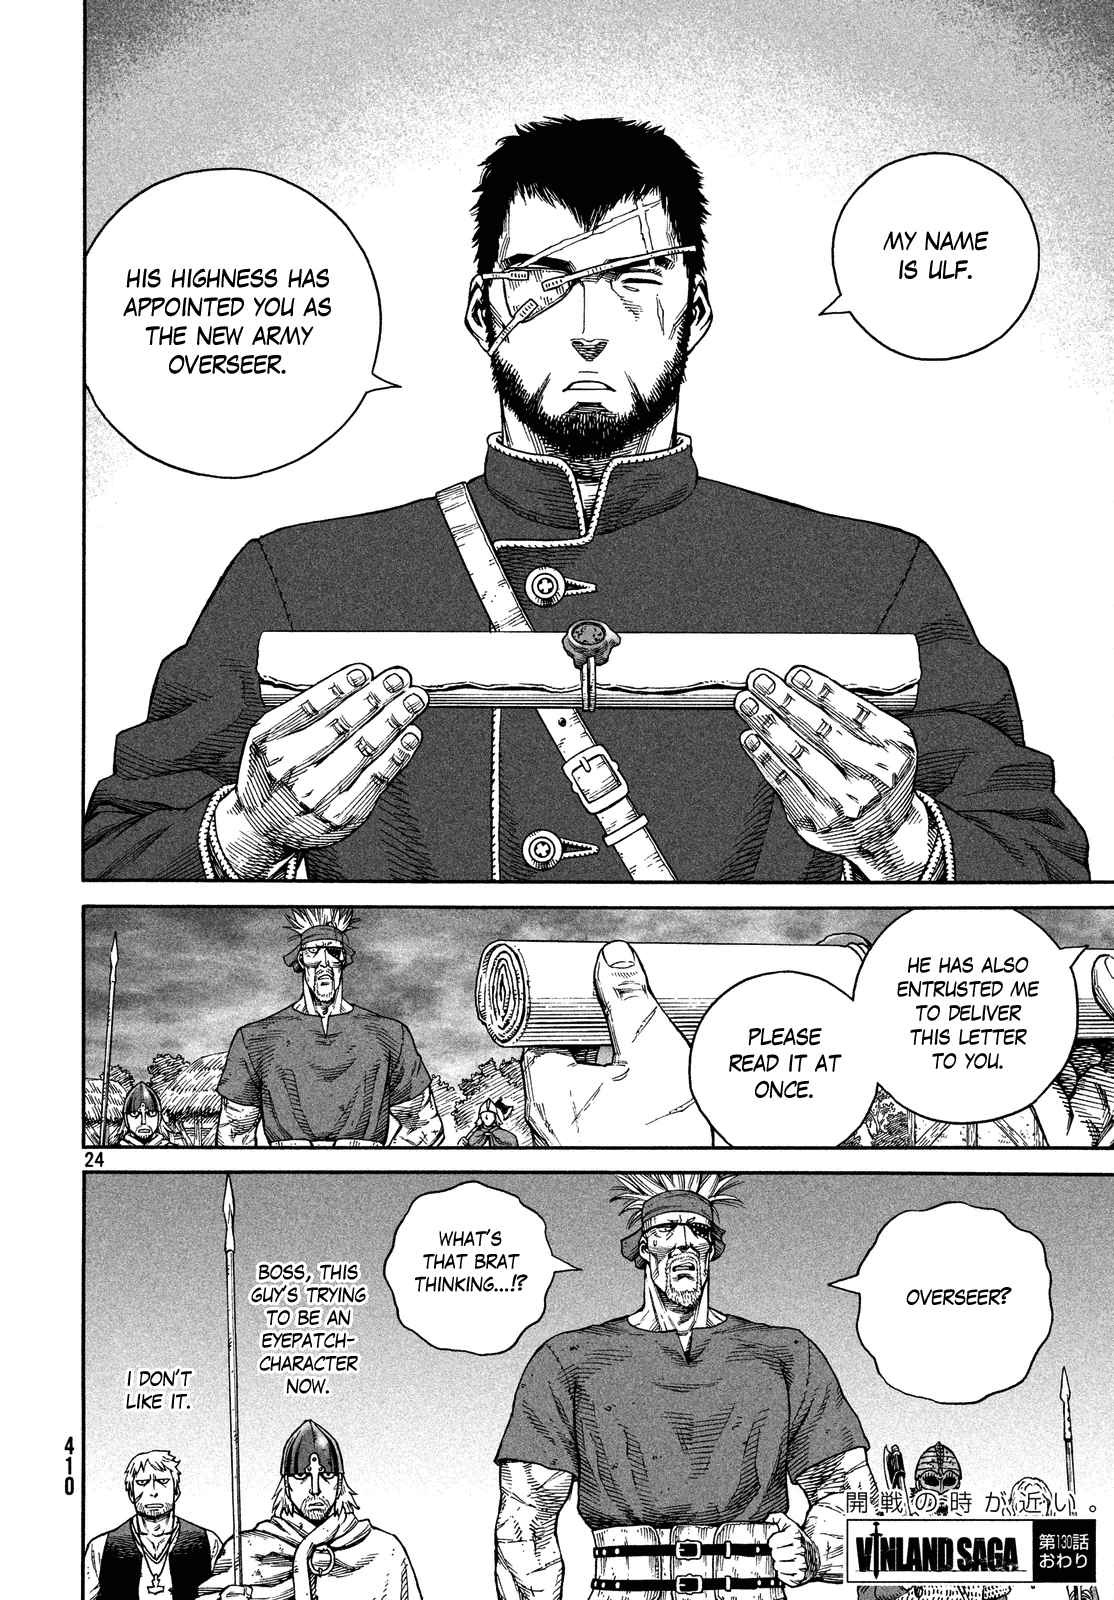 MY NAME
IS ULF.
HIS HIGHNESS HAS
APPOINTED YOU AS
THE NEW ARMY
OVERSEER.
HE HAS ALSO
ENTRUSTED ME
TO DELIVER
THIS LETTER
TO YOU.
PLEASE
READ IT AT
ONCE.
24
OVERSEER?
WHAT'S
THAT BRAT
THINKING...!?
BOSS, THIS
GUY'S TRYING
TO BE AN
EYEPATCH-
CHARACTER
NOW.
I DON'T
LIKE IT.
410
開戦の時が近い。
VINLAND SAGA
第130話
おわり